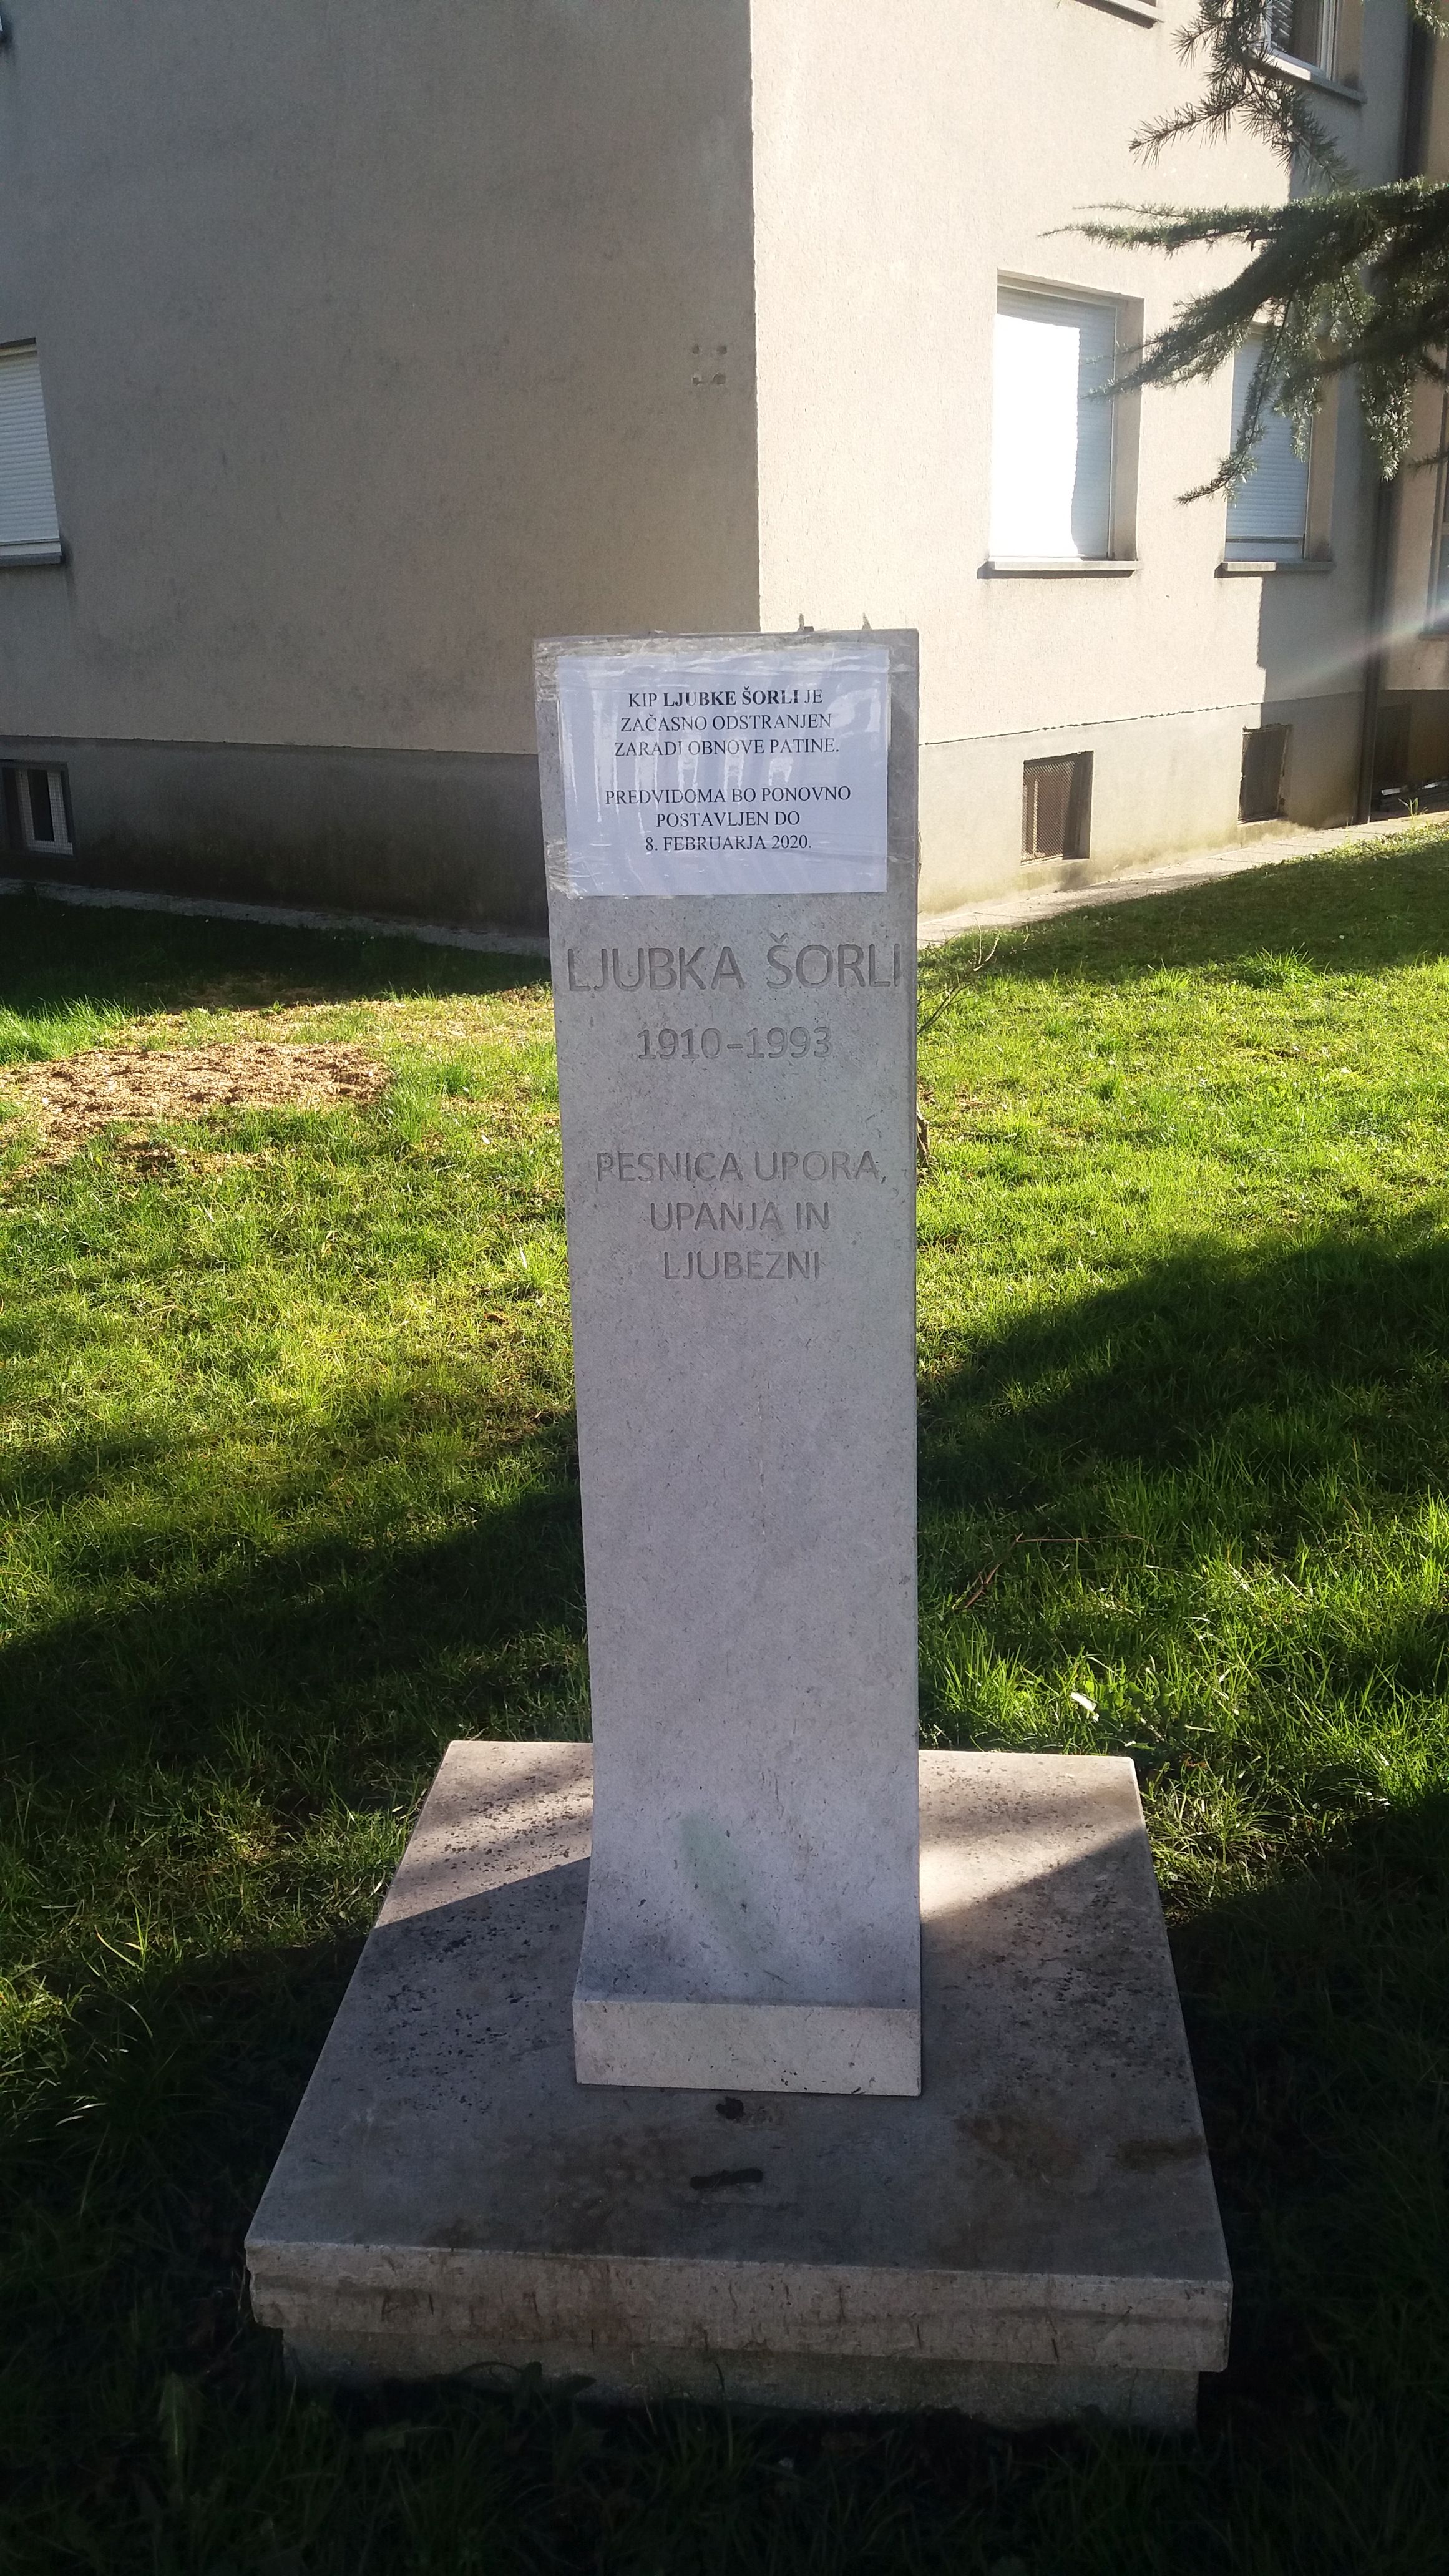 KIP LJUBKE ŠORLI JE
ZAČASNO ODSTRANJEN
ZARADI OBNOVE PATINE.
PREDVIDOMA BO PONOVNO
POSTAVLJEN DO
8. FEBRUARJA 2020.
LJUBKA ŠORLI
1910-1993
PESNICA UPORA,
UPANJA IN
LJUBEZNI